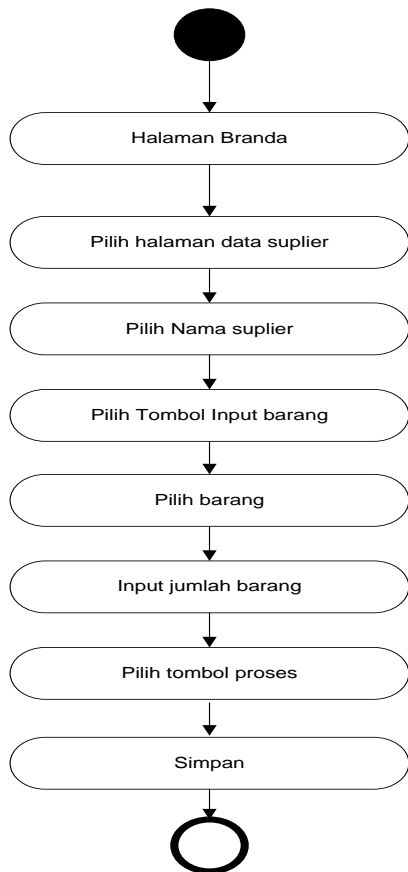 Halaman Branda
Pilih halaman data suplier
Pilih Nama suplier
Pilih Tombol Input barang
Pilih barang
Input jumlah barang
Pilih tombol proses
Simpan